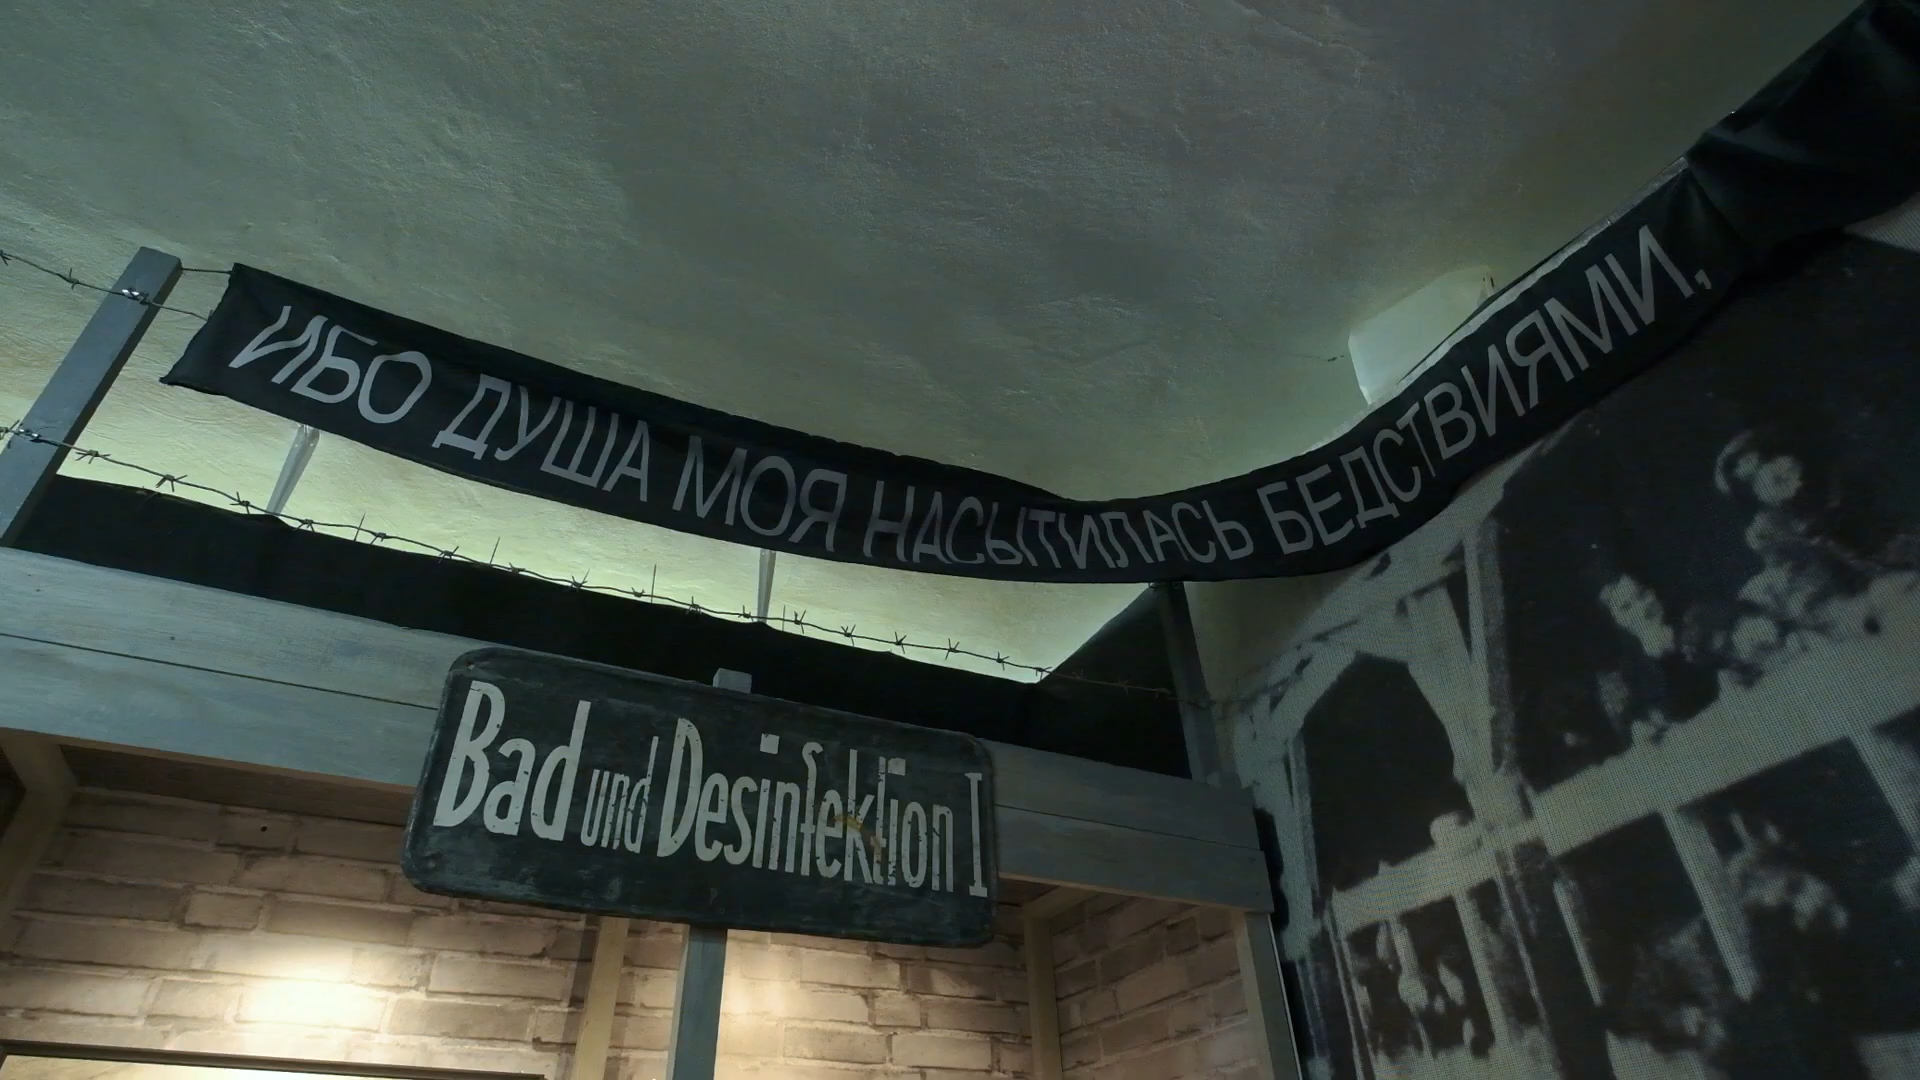 ИБО ДУША МОЯ НАСЫТИЛАСЬ БЕДСТВИЯМИ,
Bad und Desinfektion I